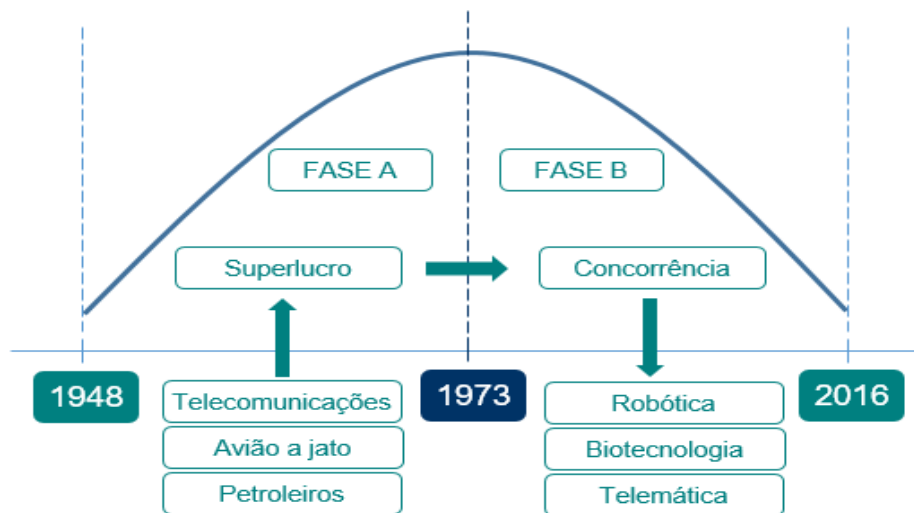 FASE A
FASE B
Superlucro
Concorrência
1948
Telecomunicações
Avião a jato
Petroleiros
1973
Robótica
Biotecnologia
Telemática
2016